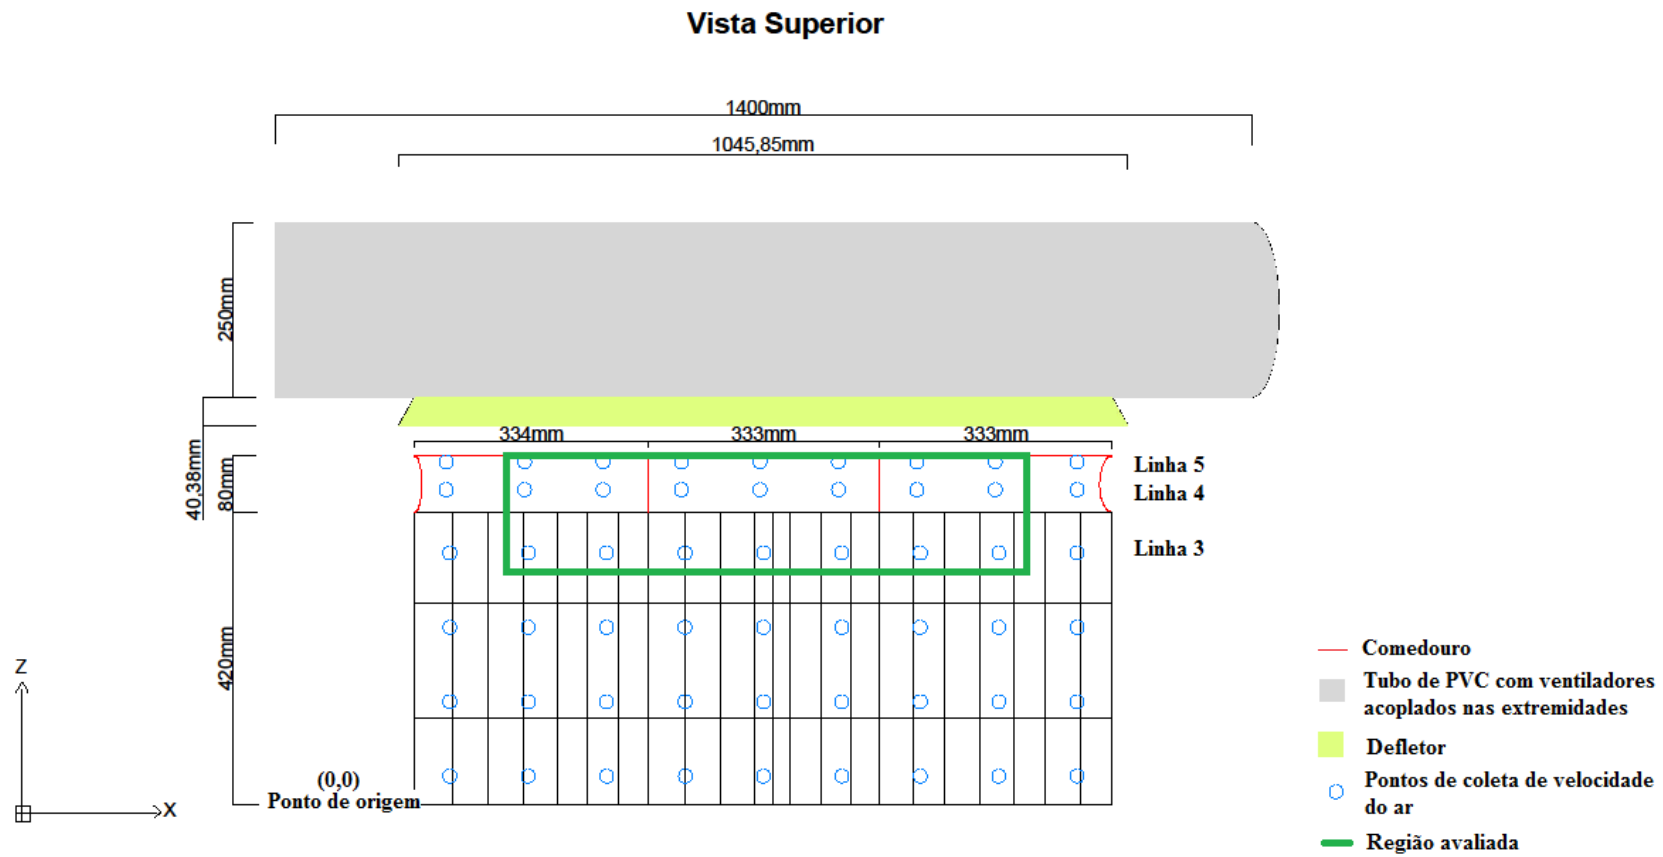 Vista Superior
1400mm
1045,85mm
250mm
334mm
333mm
333mm
40,38mm
80mm
Linha 5
Linha 4
Linha 3
420mm
Z
X
(0,0)
Ponto de origem
Comedouro
Tubo de PVC com ventiladores
acoplados nas extremidades
Defletor
Pontos de coleta de velocidade
do ar
Região avaliada